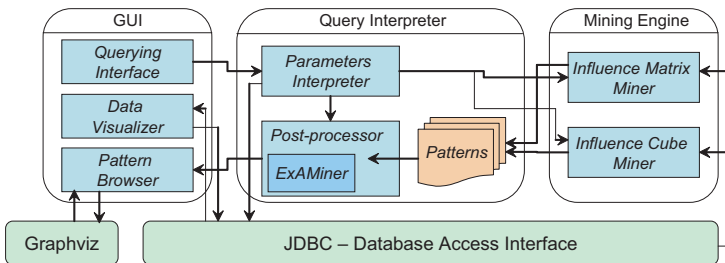 GUI
Query Interpreter
Mining Engine
Querying
Interface
Parameters
Interpreter
Influence Matrix
Miner
Data
Visualizer
Post-processor
ExAMiner
Patterns
Influence Cube
Miner
Pattern
Browser
Graphviz
JDBC – Database Access Interface